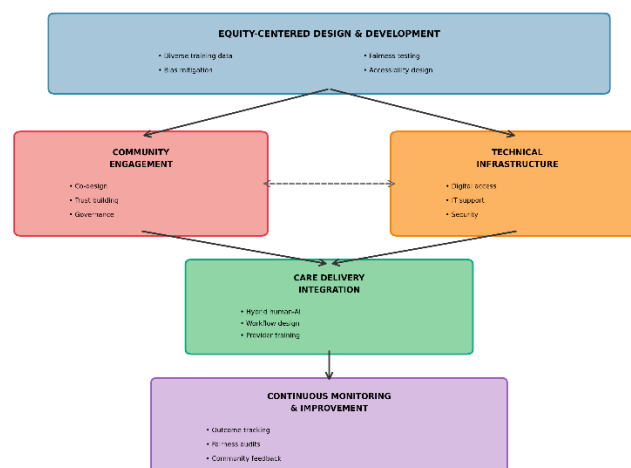 EQUITY-CENTERED DESIGN & DEVELOPMENT
• Diverse training data
• Bias mitigation
• Fairness testing
• Accessibility design
COMMUNITY
ENGAGEMENT
• Co-design
• Trust building
• Governance
TECHNICAL
INFRASTRUCTURE
• Digital access
• IT support
• Security
CARE DELIVERY
INTEGRATION
• Hybrid human-AI
• Workflow design
• Provider training
CONTINUOUS MONITORING
& IMPROVEMENT
• Outcome tracking
• Fairness audits
• Community feedback